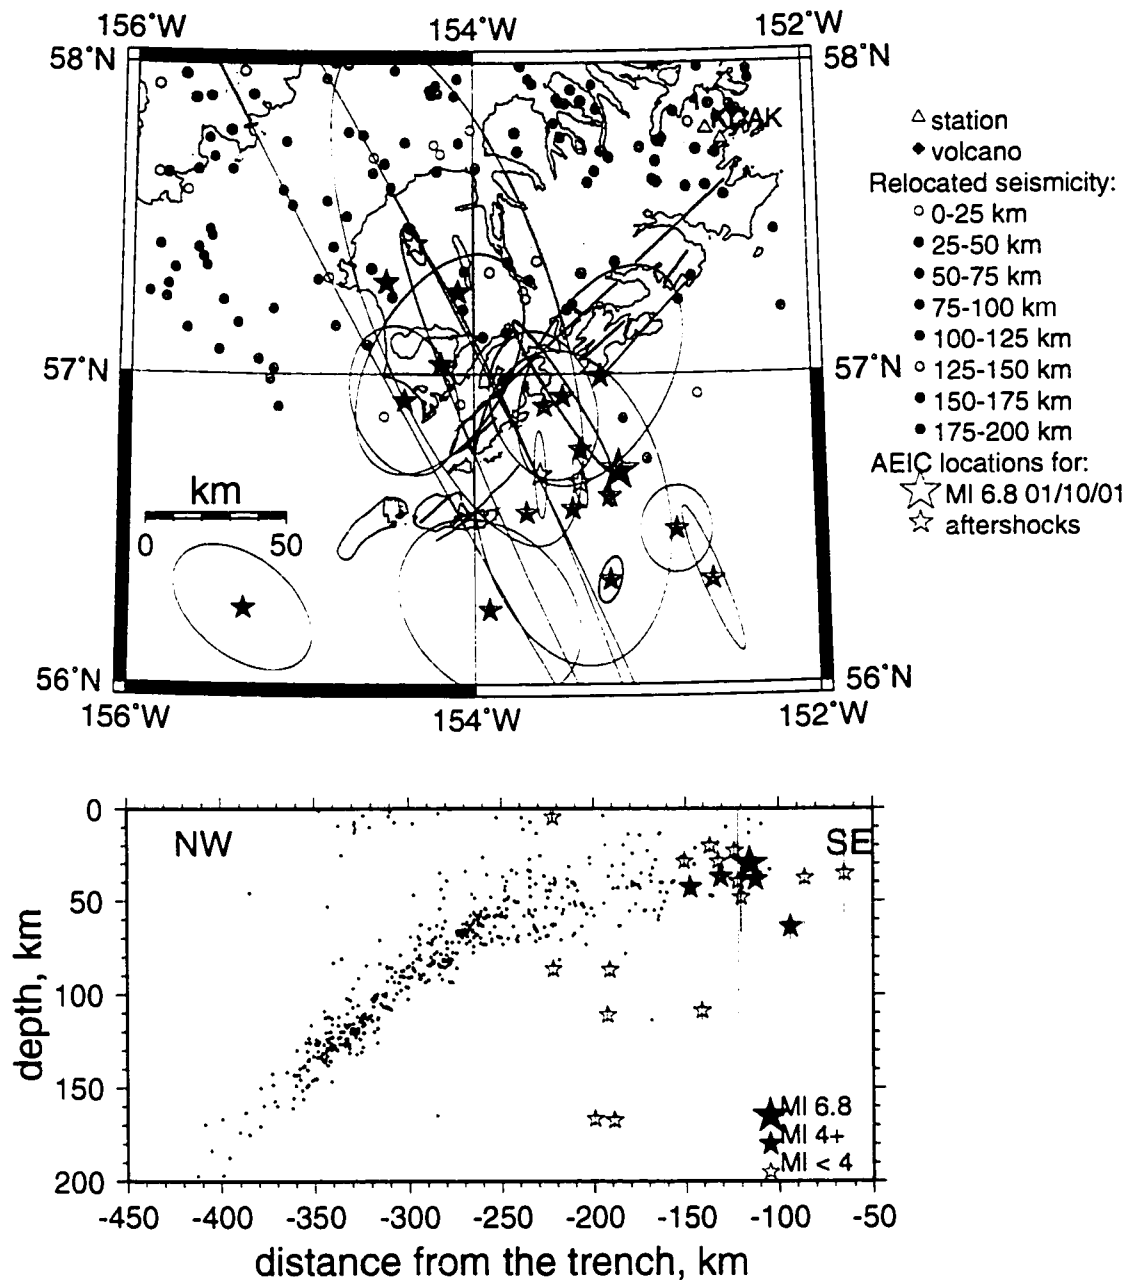 156˚W 154˚W 152˚W
58˚N 58˚N
△ station
volcano
Relocated seismicity:
0-25 km
25-50 km
50-75 km
75-100 km
100-125 km
57˚N 57˚N
125-150 km
150-175 km
175-200 km
AEIC locations for:
Ml 6.8 01/10/01
aftershocks
km
0 50
56˚N 56˚N
156˚W 154˚W 152˚W
0
NW SE
50
100
150
200
depth, km
Ml 6.8
Ml 4+
Ml < 4
-450 -400 -350 -300 -250 -200 -150 -100 -50
distance from the trench, km